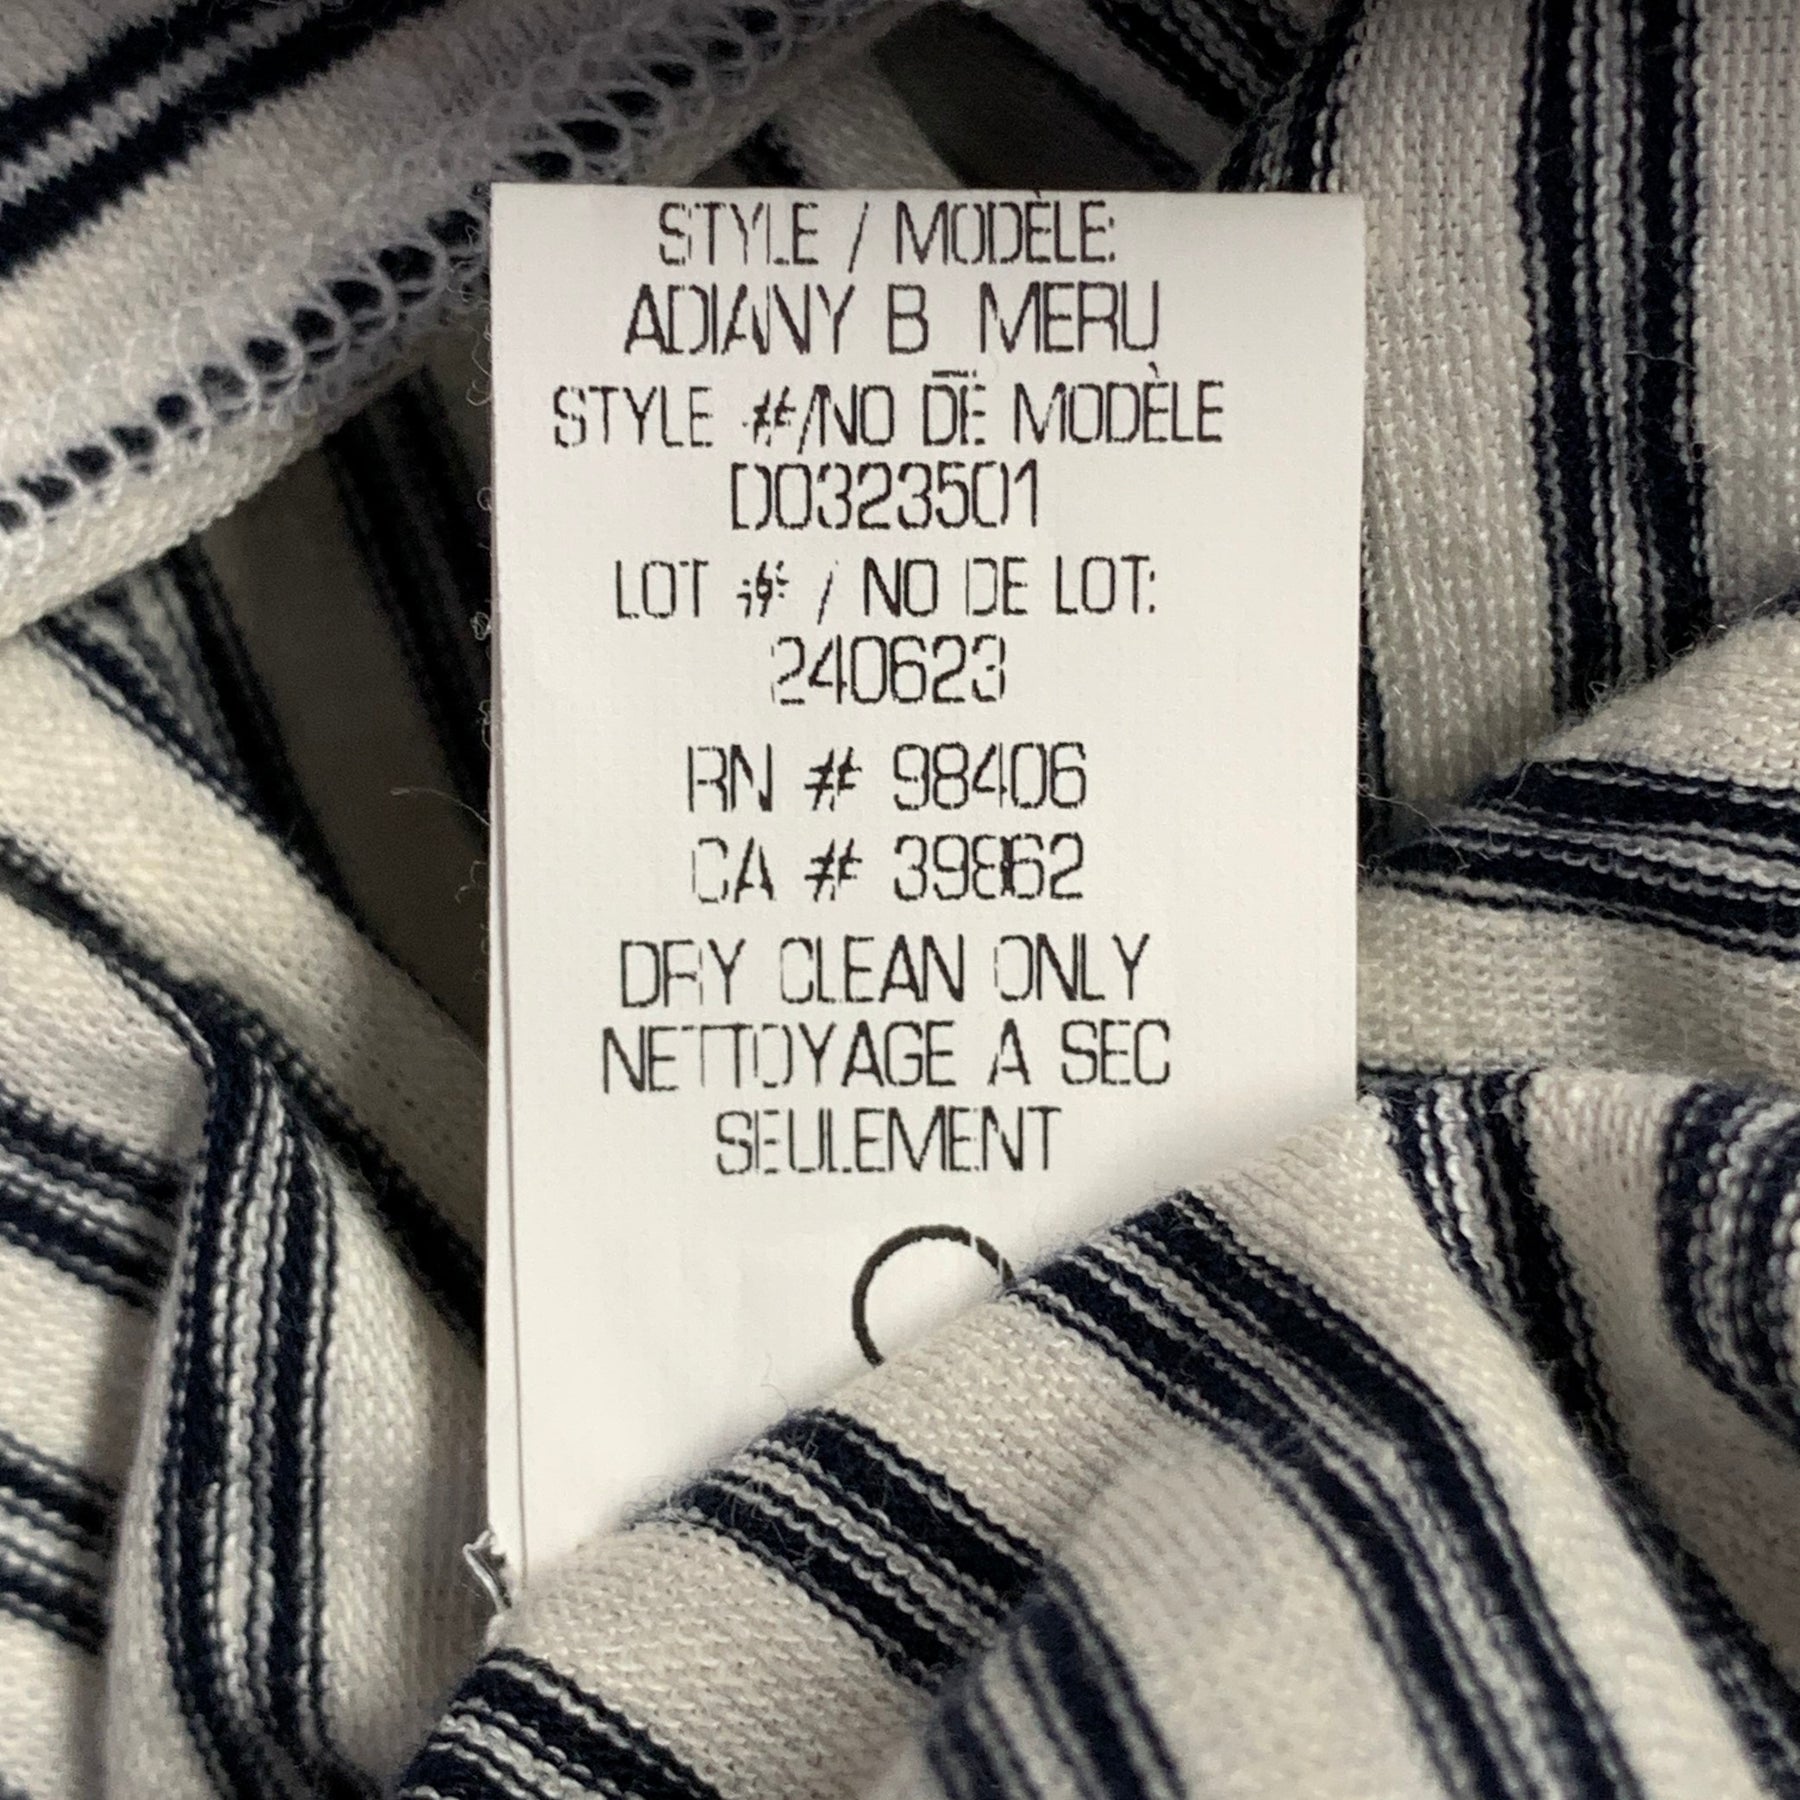 STYLE / MODÈLE:
ADIANY B MERU
STYLE #/NO DE MODÈLE
D0323501
LOT # / NO DE LOT:
240623
RN # 98406
CA # 39862
DRY CLEAN ONLY
NETTOYAGE A SEC
SEULEMENT